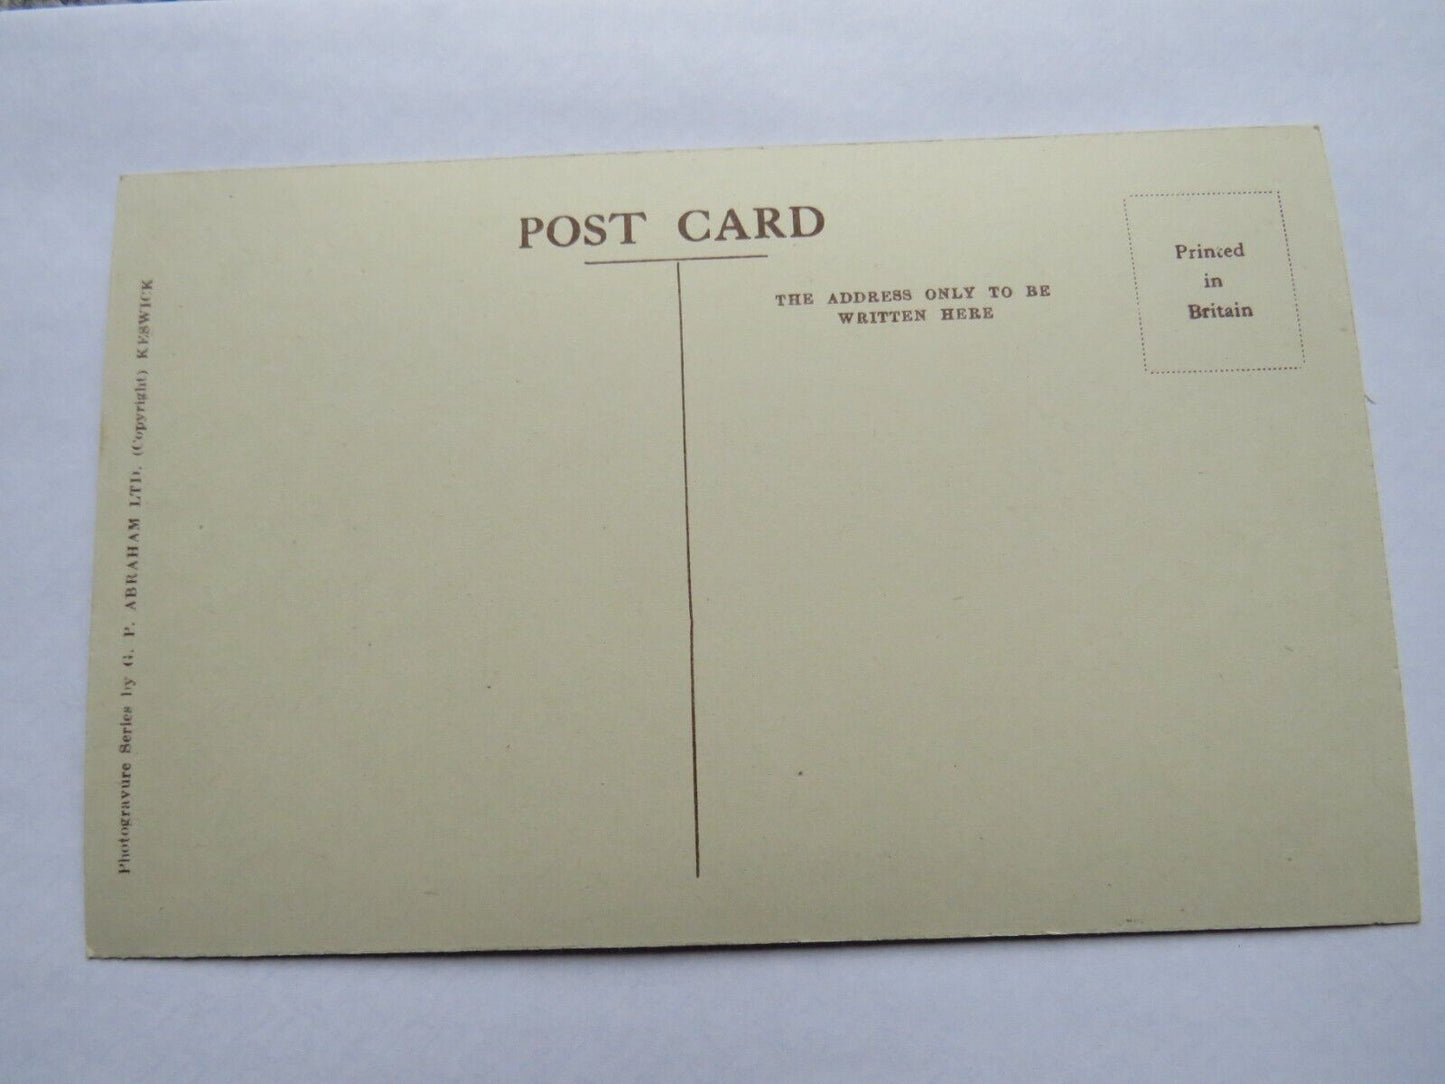 POST CARD
THE ADDRESS ONLY TO BE
WRITTEN HERE
Printed
in
Britain
Photogravure Series by G. P. ABRAHAM LTD. (Copyright) KESWICK